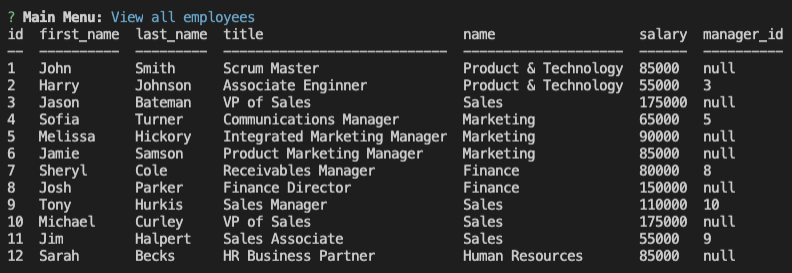 ? Main Menu: View all employees
id first_name last_name title name salary manager_id
1 John Smith Scrum Master Product & Technology 85000 null
2 Harry Johnson Associate Enginner Product & Technology 55000 3
3 Jason Bateman VP of Sales Sales 175000 null
4 Sofia Turner Communications Manager Marketing 65000 5
5 Melissa Hickory Integrated Marketing Manager Marketing 90000 null
6 Jamie Samson Product Marketing Manager Marketing 85000 null
7 Sheryl Cole Receivables Manager Finance 80000 8
8 Josh Parker Finance Director Finance 150000 null
9 Tony Hurkis Sales Manager Sales 110000 10
10 Michael Curley VP of Sales Sales 175000 null
11 Jim Halpert Sales Associate Sales 55000 9
12 Sarah Becks HR Business Partner Human Resources 85000 null